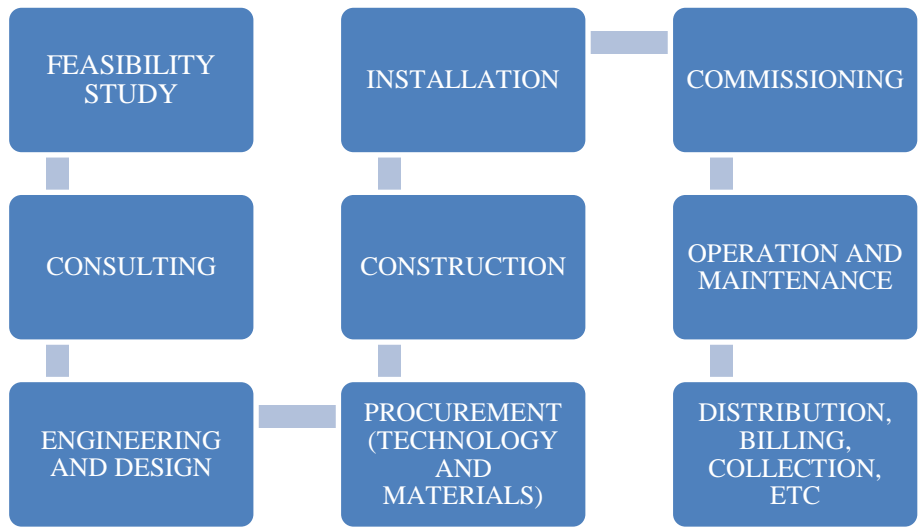 FEASIBILITY
STUDY
CONSULTING
ENGINEERING
AND DESIGN
PROCUREMENT
(TECHNOLOGY
AND
MATERIALS)
CONSTRUCTION
INSTALLATION
COMMISSIONING
OPERATION AND
MAINTENANCE
DISTRIBUTION,
BILLING,
COLLECTION,
ETC